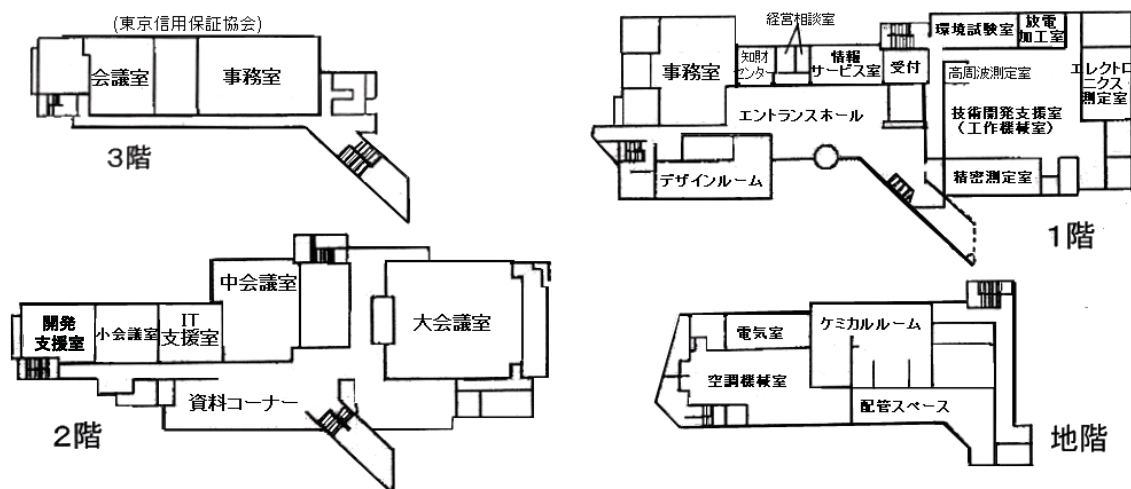 (東京信用保証協会)
会議室
事務室
3階
経営相談室
知財
センター
情報
サービス室
受付
環境試験室
放電
加工室
事務室
高周波測定室
エレクトロ
ニクス
測定室
エントランスホール
技術開発支援室
(工作機械室)
デザインルーム
精密測定室
1階
中会議室
大会議室
開発
支援室
小会議室
IT
支援室
資料コーナー
2階
電気室
ケミカルルーム
空調機械室
配管スペース
地階